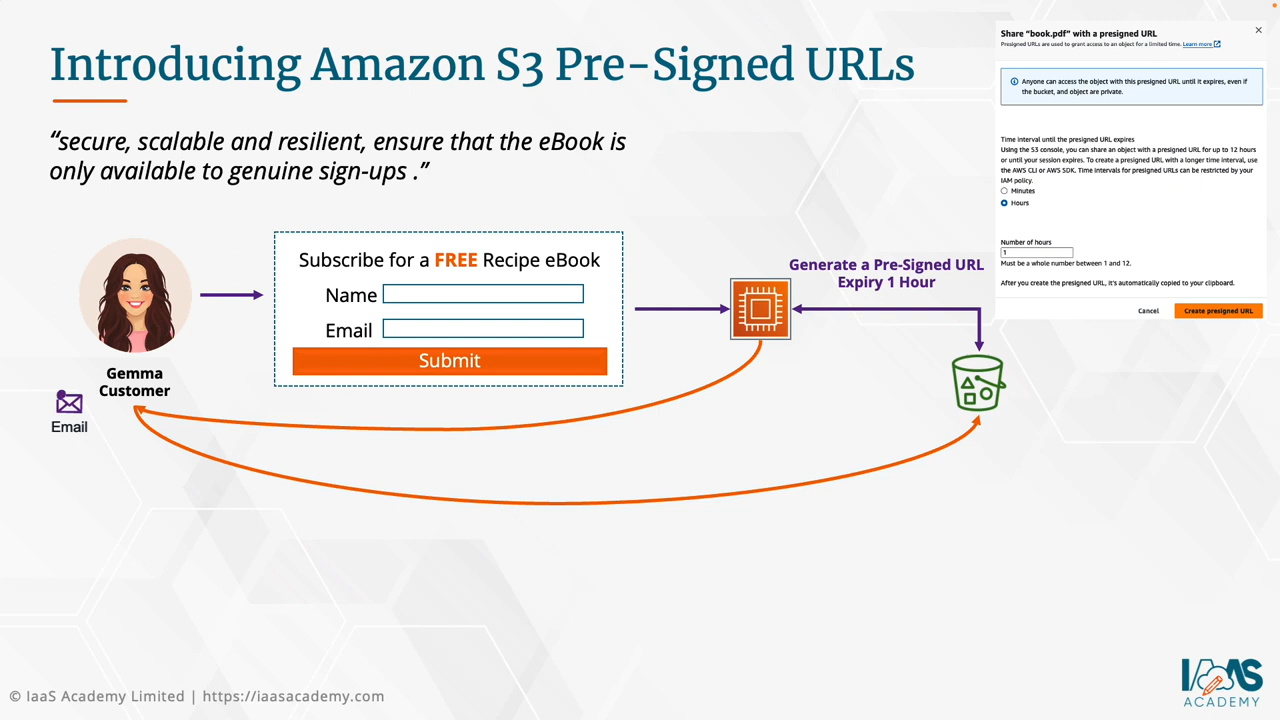 Introducing Amazon S3 Pre-Signed URLs
“secure, scalable and resilient, ensure that the eBook is
only available to genuine sign-ups .”
Share “book.pdf” with a presigned URL
Presigned URLs are used to grant access to an object for a limited time. Learn more
Anyone can access the object with this presigned URL until it expires, even if
the bucket, and object are private.
Time interval until the presigned URL expires
Using the S3 console, you can share an object with a presigned URL for up to 12 hours
or until your session expires. To create a presigned URL with a longer time interval, use
the AWS CLI or AWS SDK. Time intervals for presigned URLs can be restricted by your
IAM policy.
Minutes
Hours
Number of hours
1
Must be a whole number between 1 and 12.
After you create the presigned URL, it's automatically copied to your clipboard.
Cancel
Create presigned URL
Subscribe for a FREE Recipe eBook
Name
Email
Submit
Generate a Pre-Signed URL
Expiry 1 Hour
Gemma
Customer
Email
© IaaS Academy Limited | https://iaasacademy.com
IAAS
ACADEMY